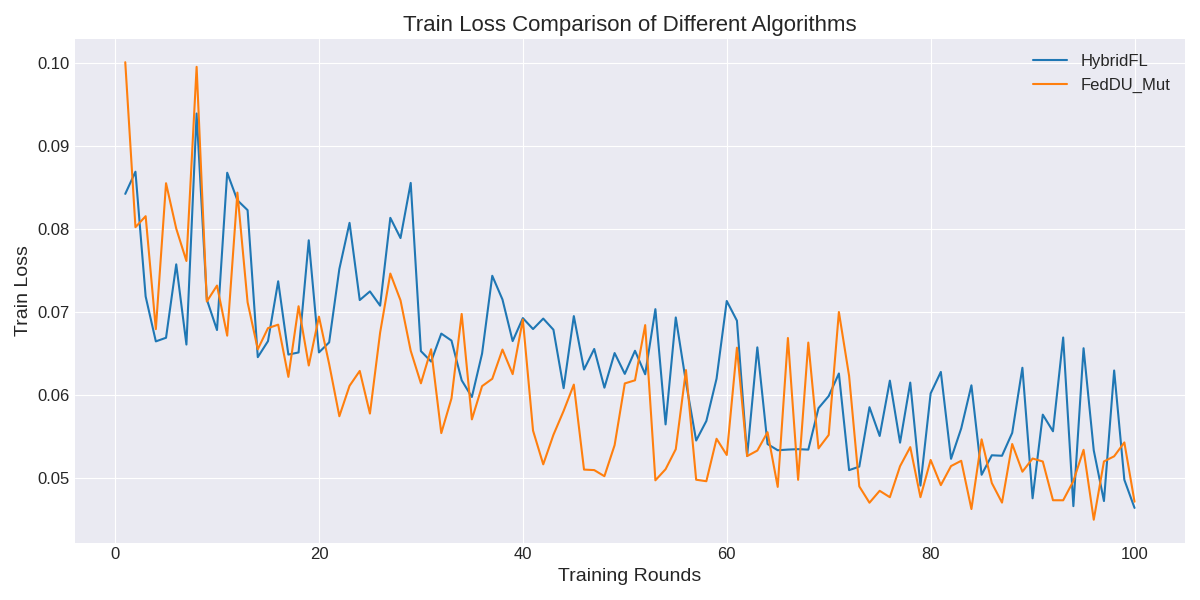 Train Loss Comparison of Different Algorithms
HybridFL
FedDU_Mut
0.10
0.09
0.08
0.07
0.06
0.05
Train Loss
0
20
40
60
80
100
Training Rounds